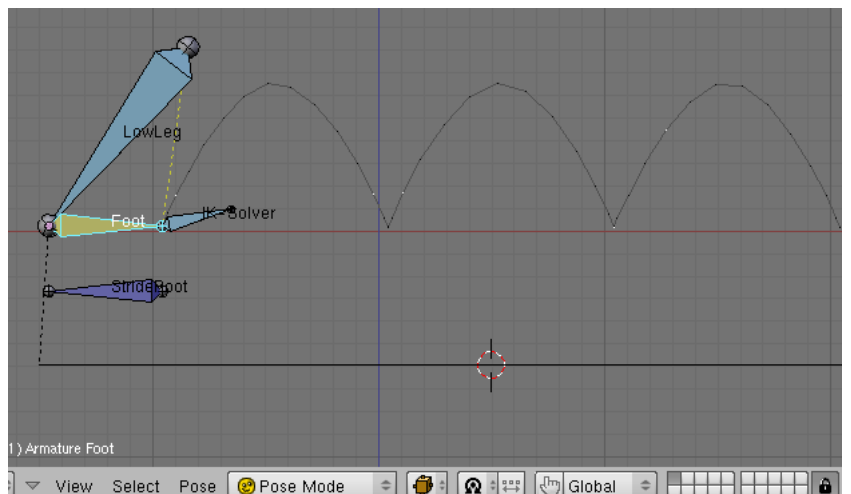 LowLeg
Foot
IK-Solver
StrideRoot
1) Armature Foot
View Select Pose Pose Mode Global